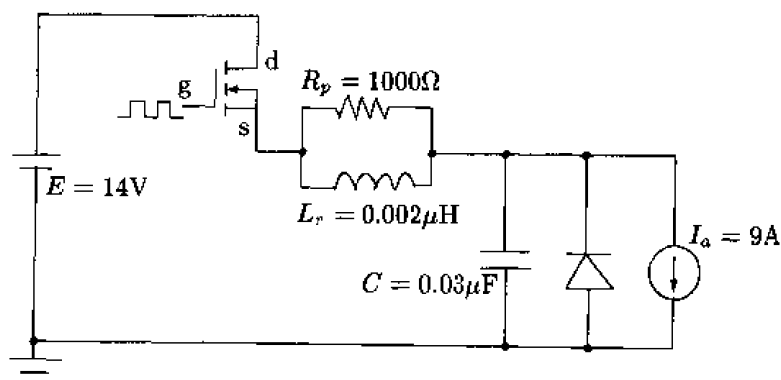 d
g
s
R_p = 1000Ω
E = 14V
L_r = 0.002μH
I_a = 9A
C = 0.03μF